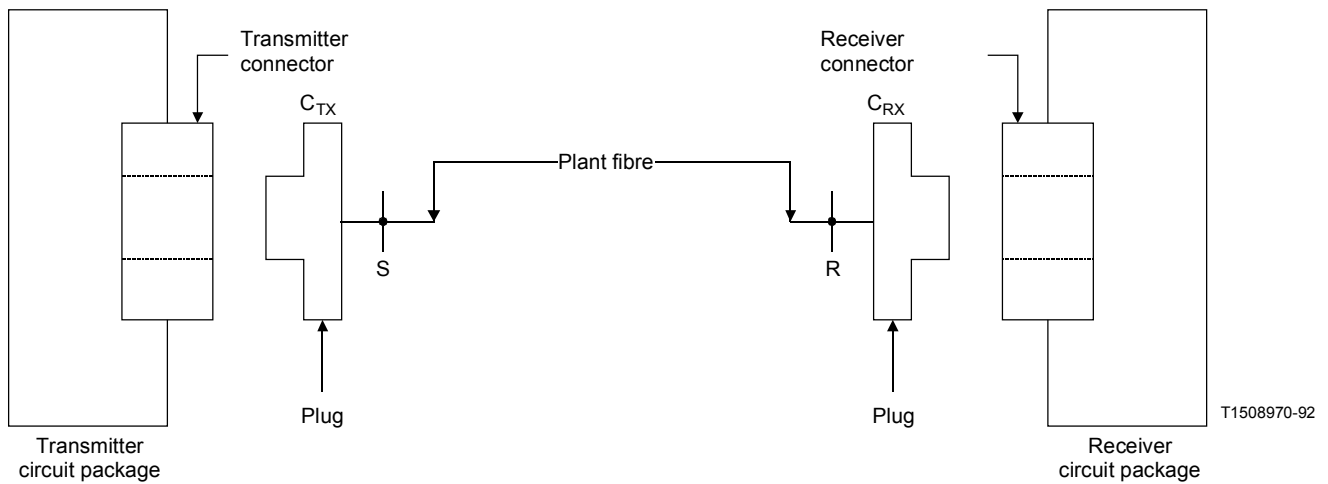 Transmitter
connector
Receiver
connector
C_TX
C_RX
Plant fibre
S
R
Plug
Plug
T1508970-92
Transmitter
circuit package
Receiver
circuit package